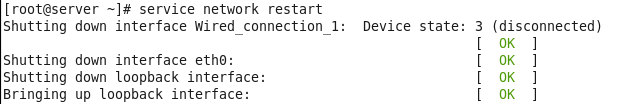 [root@server ~]# service network restart
Shutting down interface Wired_connection_1:  Device state: 3 (disconnected)
[  OK  ]
Shutting down interface eth0: [  OK  ]
Shutting down loopback interface: [  OK  ]
Bringing up loopback interface: [  OK  ]